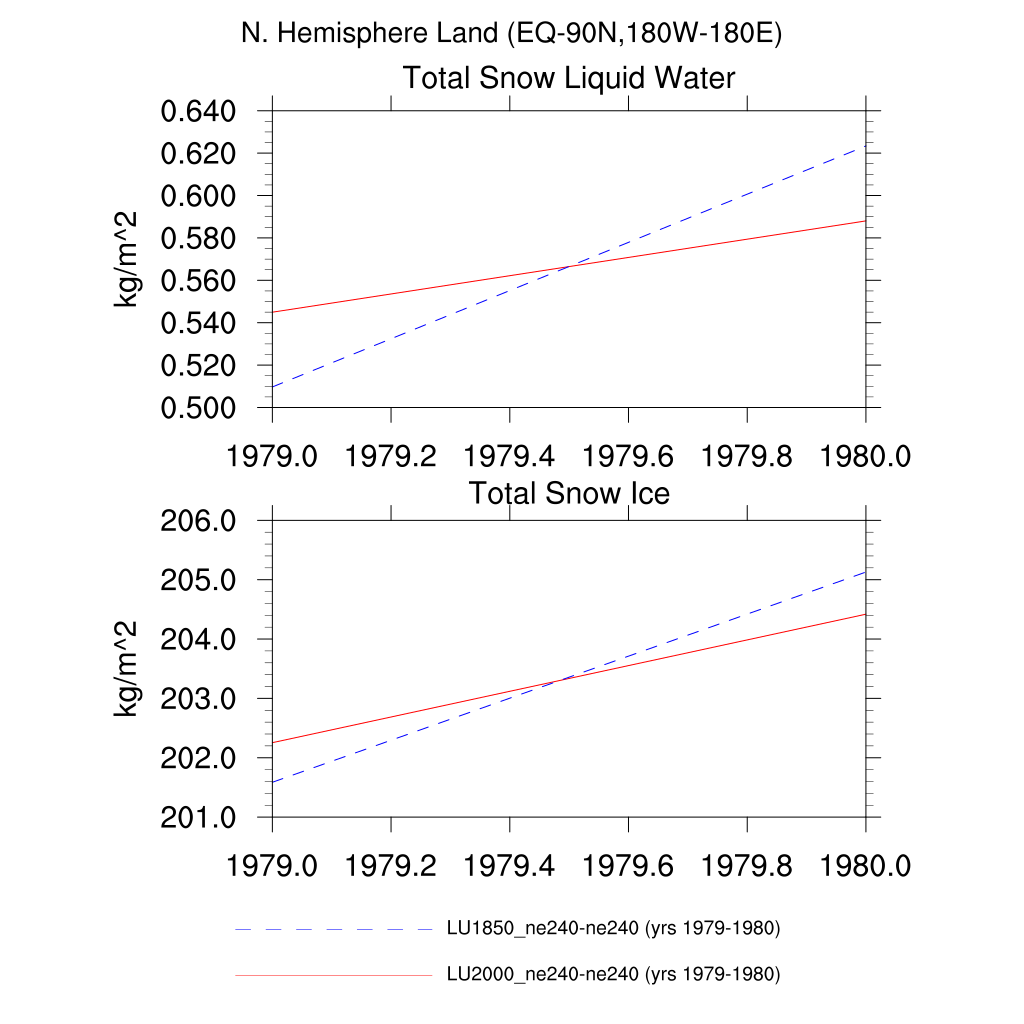 N. Hemisphere Land (EQ-90N,180W-180E)
Total Snow Liquid Water
0.640
0.620
0.600
0.580
0.560
0.540
0.520
0.500
kg/m^2
1979.0 1979.2 1979.4 1979.6 1979.8 1980.0
Total Snow Ice
206.0
205.0
204.0
203.0
202.0
201.0
kg/m^2
1979.0 1979.2 1979.4 1979.6 1979.8 1980.0
LU1850_ne240-ne240 (yrs 1979-1980)
LU2000_ne240-ne240 (yrs 1979-1980)